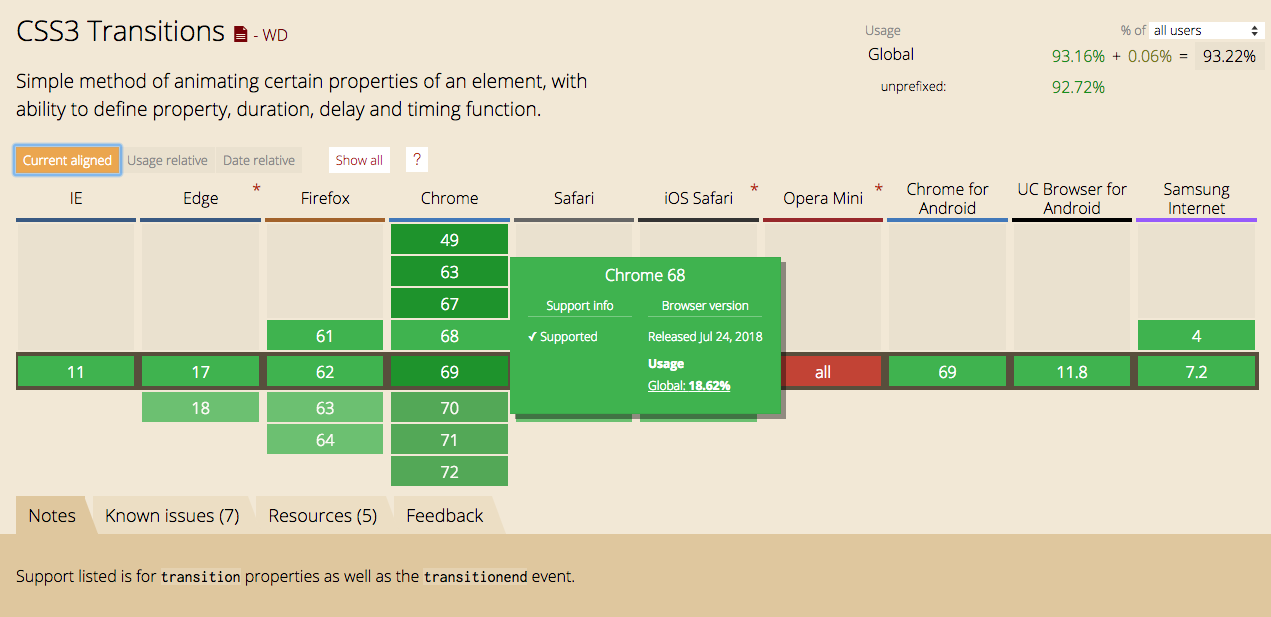 CSS3 Transitions - WD
Usage % of all users
Global 93.16% + 0.06% = 93.22%
unprefixed: 92.72%
Simple method of animating certain properties of an element, with
ability to define property, duration, delay and timing function.
Current aligned Usage relative Date relative Show all ?
IE Edge * Firefox Chrome Safari iOS Safari * Opera Mini * Chrome for Android UC Browser for Android Samsung Internet
49
63
67
61 68 4
11 17 62 69 all 69 11.8 7.2
18 63 70
64 71
72
Chrome 68
Support info Browser version
✔ Supported Released Jul 24, 2018
Usage
Global: 18.62%
Notes Known issues (7) Resources (5) Feedback
Support listed is for transition properties as well as the transitionend event.